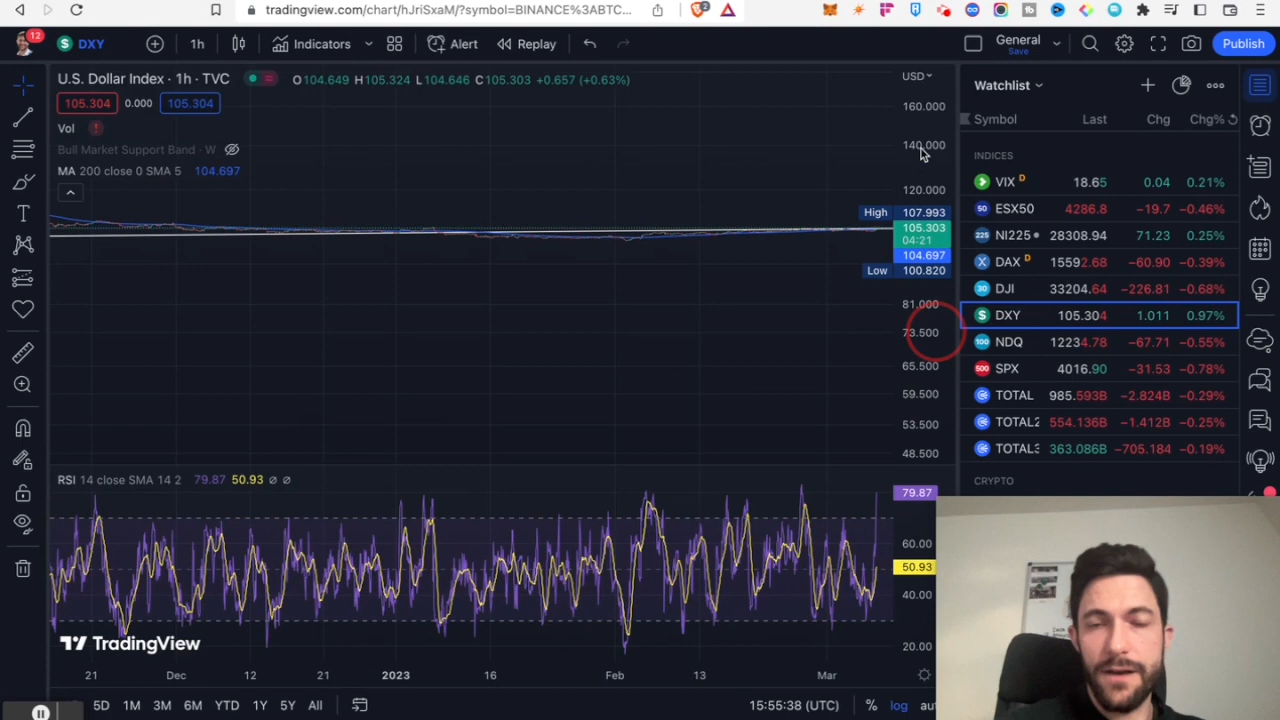 tradingview.com/chart/hJriSxaM/?symbol=BINANCE%3ABTC...
2
12
DXY
1h
Indicators
Alert
Replay
General
Save
Publish
U.S. Dollar Index · 1h · TVC
O104.649 H105.324 L104.646 C105.303 +0.657 (+0.63%)
USD
105.304
0.000
105.304
Vol
Bull Market Support Band · W
MA 200 close 0 SMA 5 104.697
160.000
140.000
120.000
High 107.993
105.303
04:21
104.697
Low 100.820
81.000
73.500
65.500
59.500
53.500
48.500
RSI 14 close SMA 14 2 79.87 50.93 ∅ ∅
79.87
60.00
50.93
40.00
20.00
TradingView
21 Dec 12 21 2023 16 Feb 13 Mar
5D 1M 3M 6M YTD 1Y 5Y All
15:55:38 (UTC)
% log
Watchlist
Symbol Last Chg Chg%
INDICES
VIX D 18.65 0.04 0.21%
ESX50 4286.8 −19.7 −0.46%
NI225 28308.94 71.23 0.25%
DAX D 15592.68 −60.90 −0.39%
DJI 33204.64 −226.81 −0.68%
DXY 105.304 1.011 0.97%
NDQ 12234.78 −67.71 −0.55%
SPX 4016.90 −31.53 −0.78%
TOTAL 985.593B −2.824B −0.29%
TOTAL2 554.136B −1.412B −0.25%
TOTAL3 363.086B −705.184 −0.19%
CRYPTO